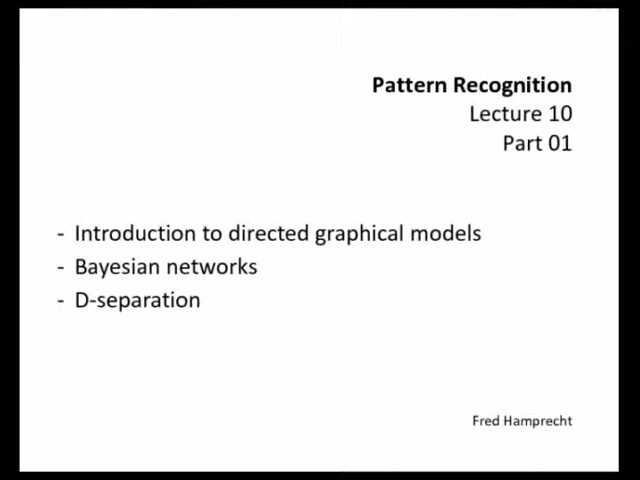 Pattern Recognition
Lecture 10
Part 01
- Introduction to directed graphical models
- Bayesian networks
- D-separation
Fred Hamprecht